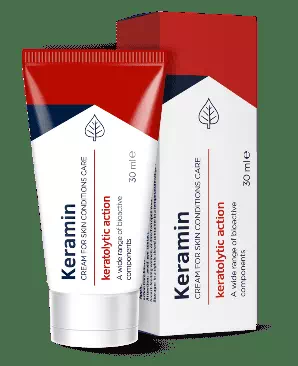 Keramin
CREAM FOR SKIN CONDITIONS CARE
keratolytic action
A wide range of bioactive
components
30 ml ℮
Keramin
CREAM FOR SKIN CONDITIONS CARE
keratolytic action
A wide range of bioactive
components
30 ml ℮